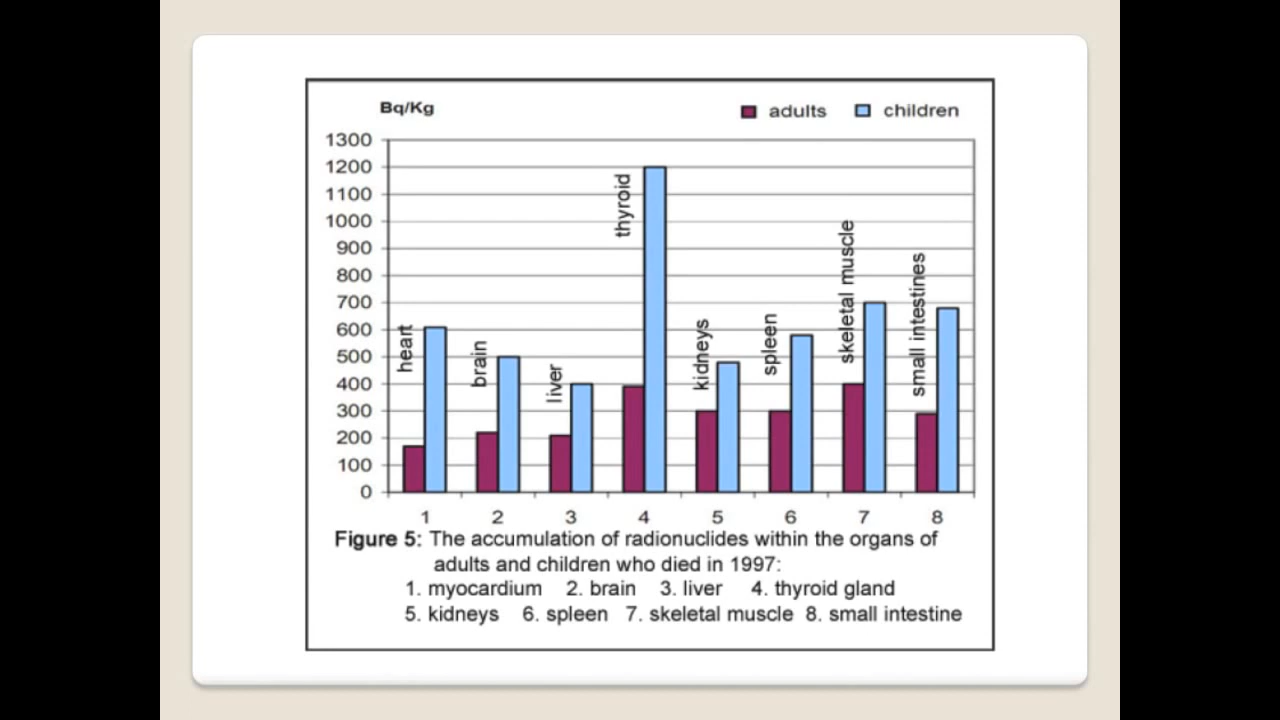 Bq/Kg
adults children
1300
1200
1100
1000
900
800
700
600
500
400
300
200
100
0
heart
brain
liver
thyroid
kidneys
spleen
skeletal muscle
small intestines
1 2 3 4 5 6 7 8
Figure 5: The accumulation of radionuclides within the organs of
adults and children who died in 1997:
1. myocardium 2. brain 3. liver 4. thyroid gland
5. kidneys 6. spleen 7. skeletal muscle 8. small intestine